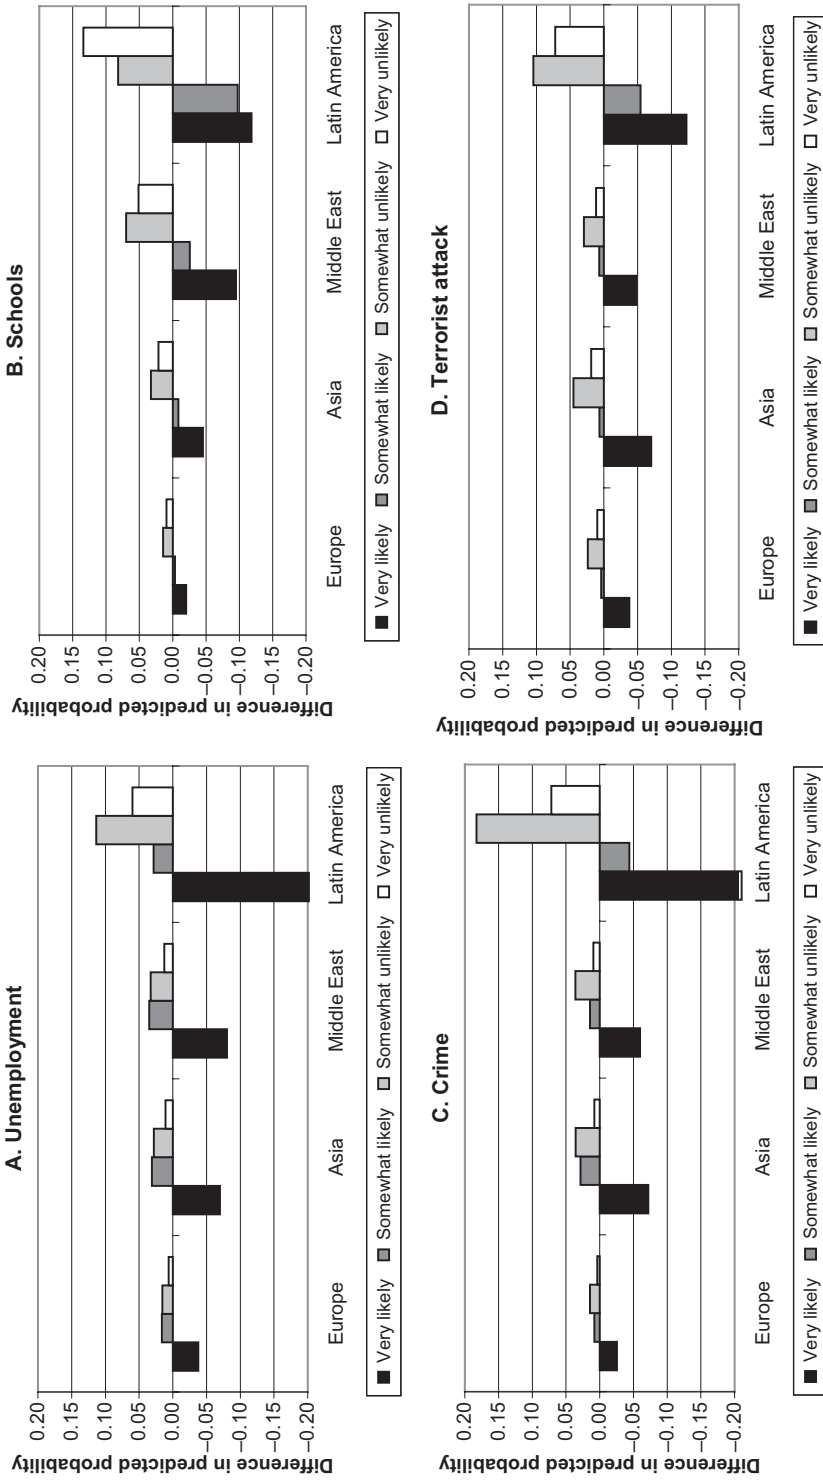 A. Unemployment
Difference in predicted probability
0.20
0.15
0.10
0.05
0.00
−0.05
−0.10
−0.15
−0.20
Europe Asia Middle East Latin America
Very likely Somewhat likely Somewhat unlikely Very unlikely
B. Schools
Difference in predicted probability
0.20
0.15
0.10
0.05
0.00
−0.05
−0.10
−0.15
−0.20
Europe Asia Middle East Latin America
Very likely Somewhat likely Somewhat unlikely Very unlikely
C. Crime
Difference in predicted probability
0.20
0.15
0.10
0.05
0.00
−0.05
−0.10
−0.15
−0.20
Europe Asia Middle East Latin America
Very likely Somewhat likely Somewhat unlikely Very unlikely
D. Terrorist attack
Difference in predicted probability
0.20
0.15
0.10
0.05
0.00
−0.05
−0.10
−0.15
−0.20
Europe Asia Middle East Latin America
Very likely Somewhat likely Somewhat unlikely Very unlikely